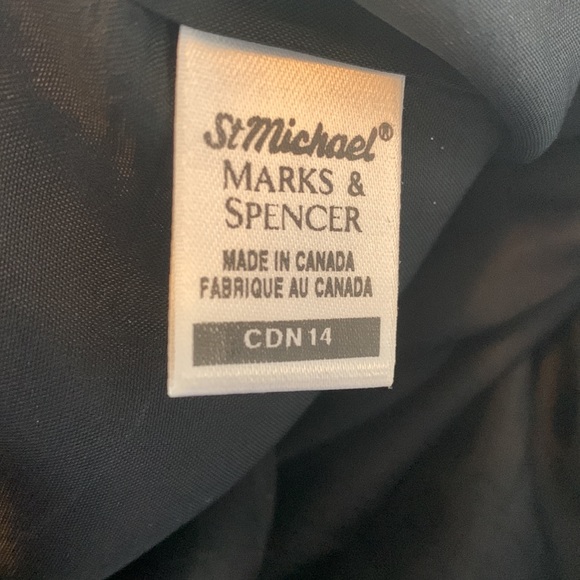 St Michael®
MARKS &
SPENCER
MADE IN CANADA
FABRIQUE AU CANADA
CDN 14